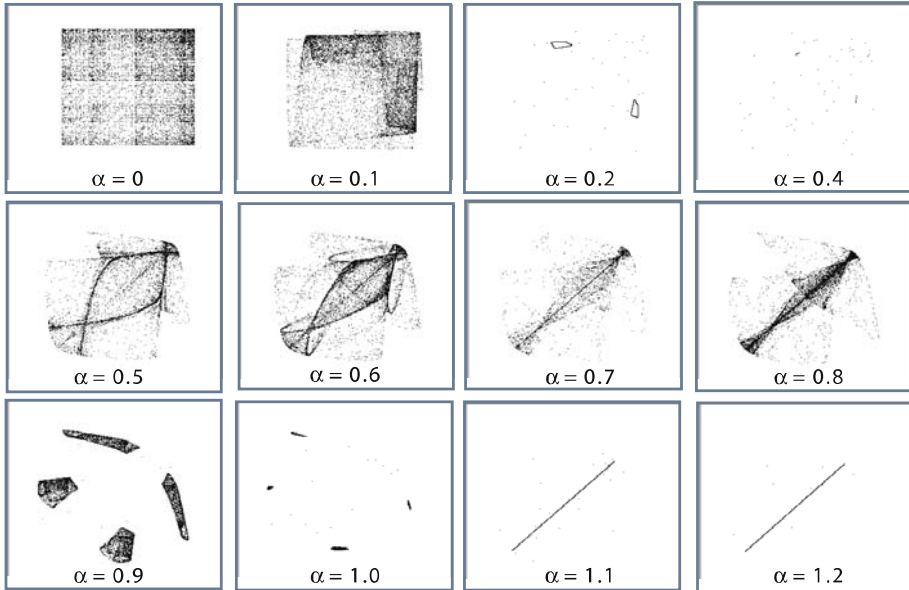 α = 0
α = 0.1
α = 0.2
α = 0.4
α = 0.5
α = 0.6
α = 0.7
α = 0.8
α = 0.9
α = 1.0
α = 1.1
α = 1.2